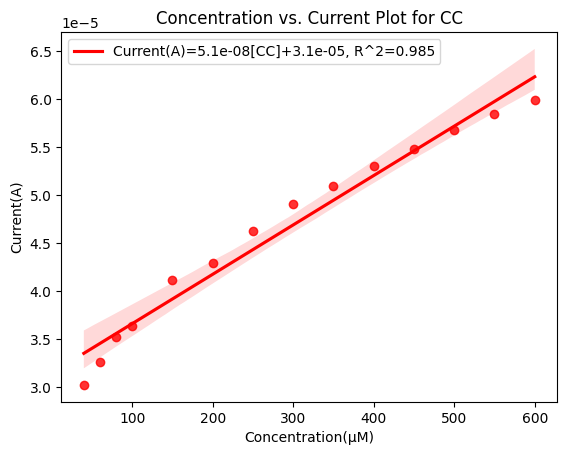 Concentration vs. Current Plot for CC
1e−5
Current(A)=5.1e-08[CC]+3.1e-05, R^2=0.985
6.5
6.0
5.5
5.0
4.5
4.0
3.5
3.0
Current(A)
100 200 300 400 500 600
Concentration(μM)